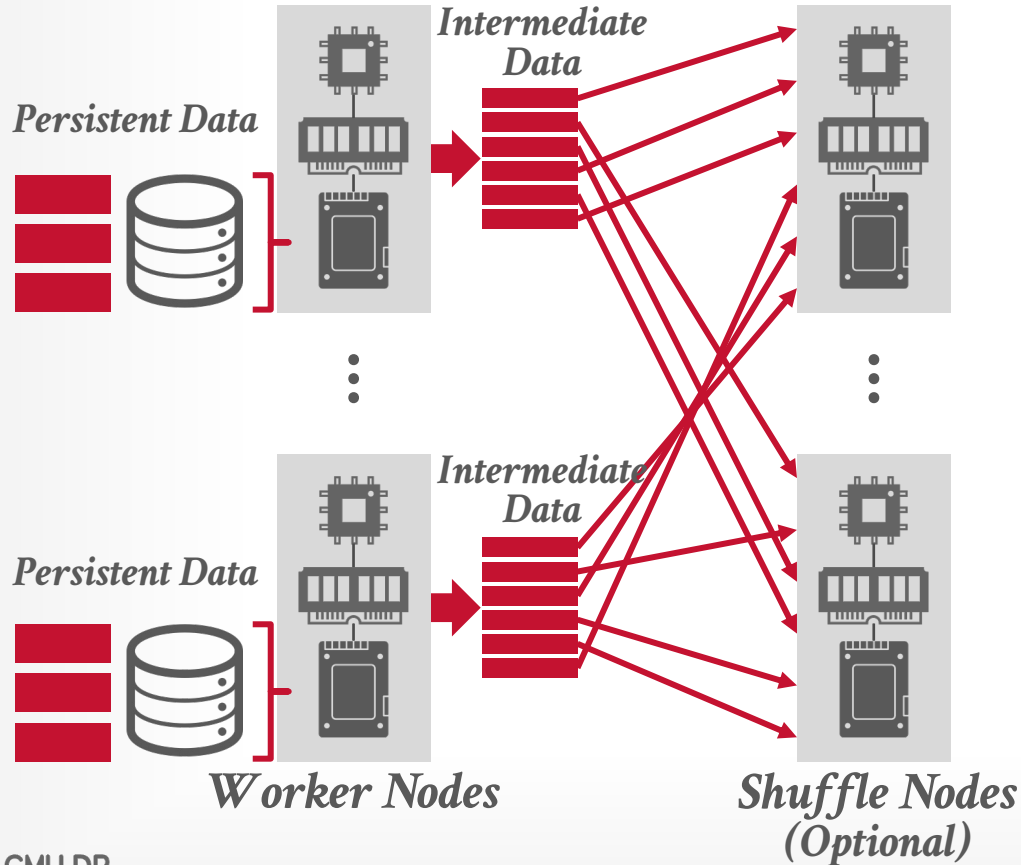 Intermediate
Data
Persistent Data
Intermediate
Data
Persistent Data
Worker Nodes
Shuffle Nodes
(Optional)